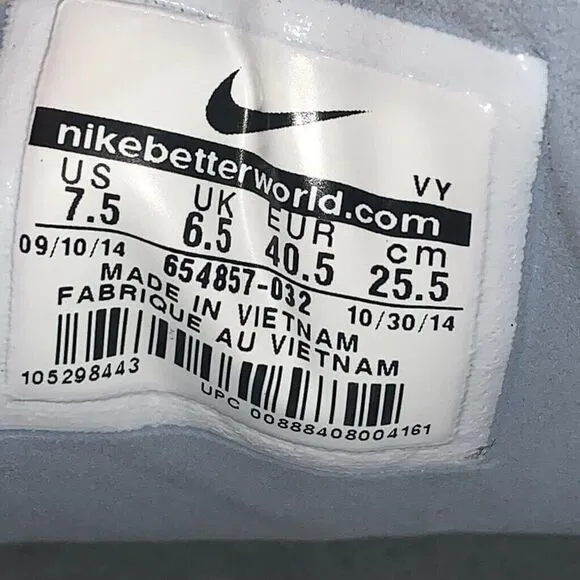 nikebetterworld.com
VY
US UK EUR cm
7.5 6.5 40.5 25.5
09/10/14 654857-032 10/30/14
MADE IN VIETNAM
FABRIQUE AU VIETNAM
105298443
UPC 00888408004161